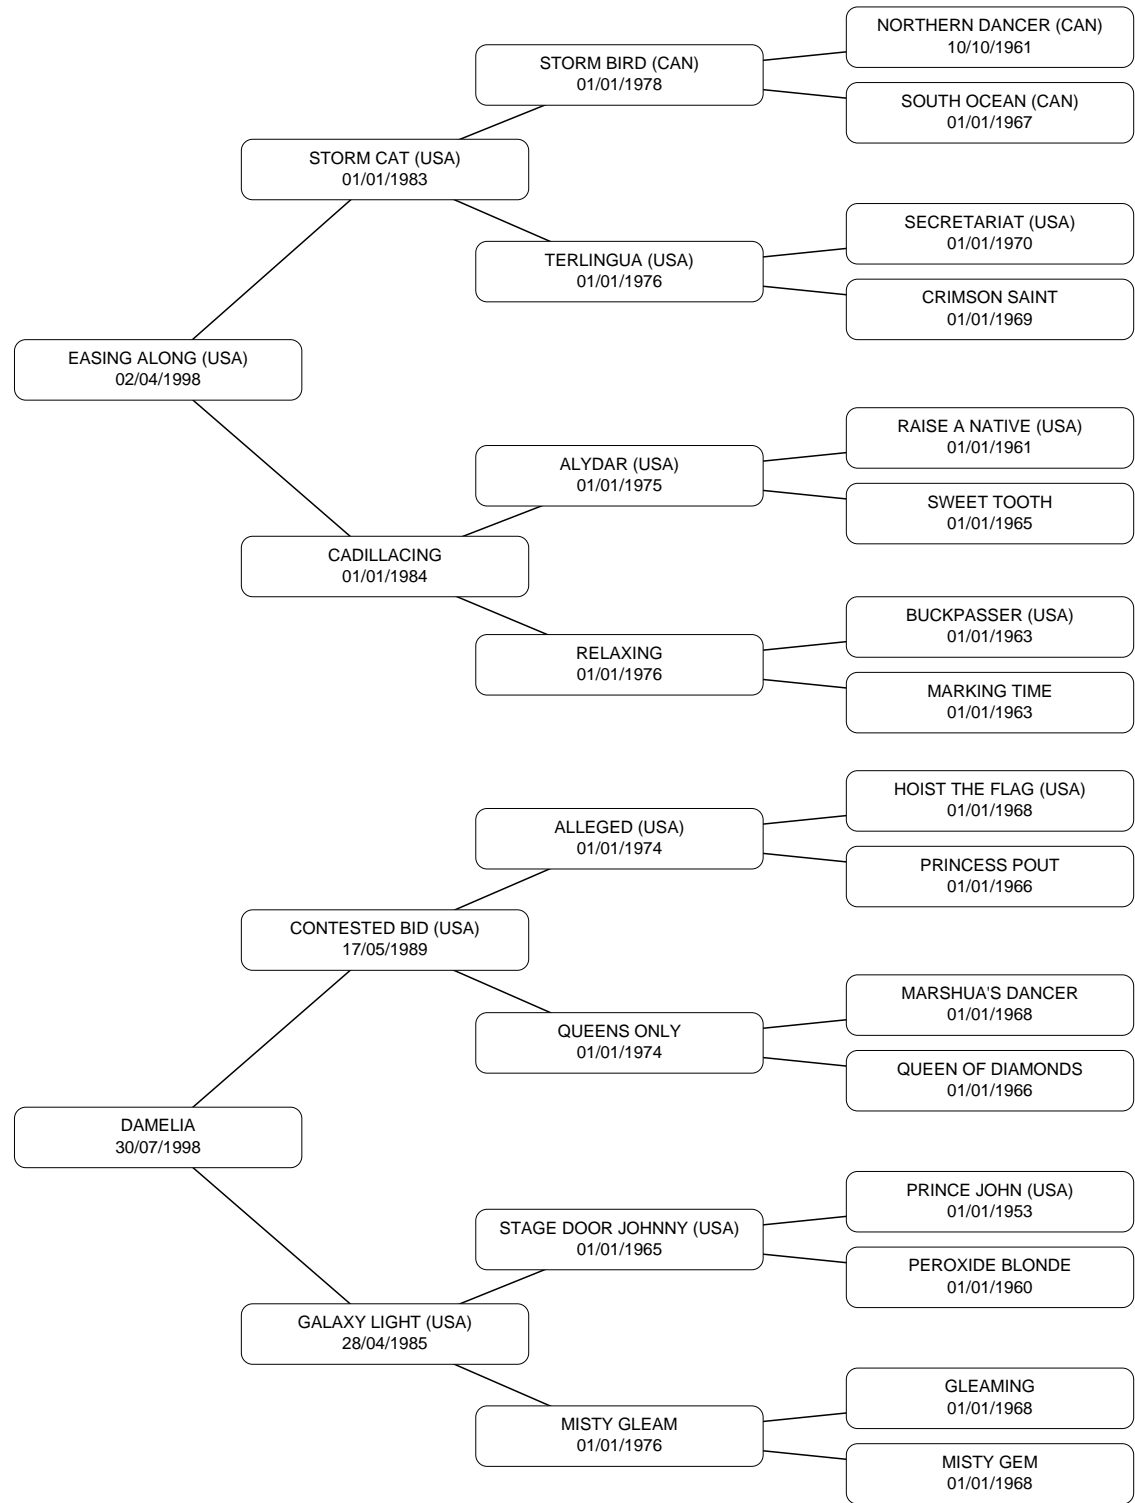 NORTHERN DANCER (CAN)
10/10/1961
STORM BIRD (CAN)
01/01/1978
SOUTH OCEAN (CAN)
01/01/1967
STORM CAT (USA)
01/01/1983
SECRETARIAT (USA)
01/01/1970
TERLINGUA (USA)
01/01/1976
CRIMSON SAINT
01/01/1969
EASING ALONG (USA)
02/04/1998
RAISE A NATIVE (USA)
01/01/1961
ALYDAR (USA)
01/01/1975
SWEET TOOTH
01/01/1965
CADILLACING
01/01/1984
BUCKPASSER (USA)
01/01/1963
RELAXING
01/01/1976
MARKING TIME
01/01/1963
HOIST THE FLAG (USA)
01/01/1968
ALLEGED (USA)
01/01/1974
PRINCESS POUT
01/01/1966
CONTESTED BID (USA)
17/05/1989
MARSHUA'S DANCER
01/01/1968
QUEENS ONLY
01/01/1974
QUEEN OF DIAMONDS
01/01/1966
DAMELIA
30/07/1998
PRINCE JOHN (USA)
01/01/1953
STAGE DOOR JOHNNY (USA)
01/01/1965
PEROXIDE BLONDE
01/01/1960
GALAXY LIGHT (USA)
28/04/1985
GLEAMING
01/01/1968
MISTY GLEAM
01/01/1976
MISTY GEM
01/01/1968